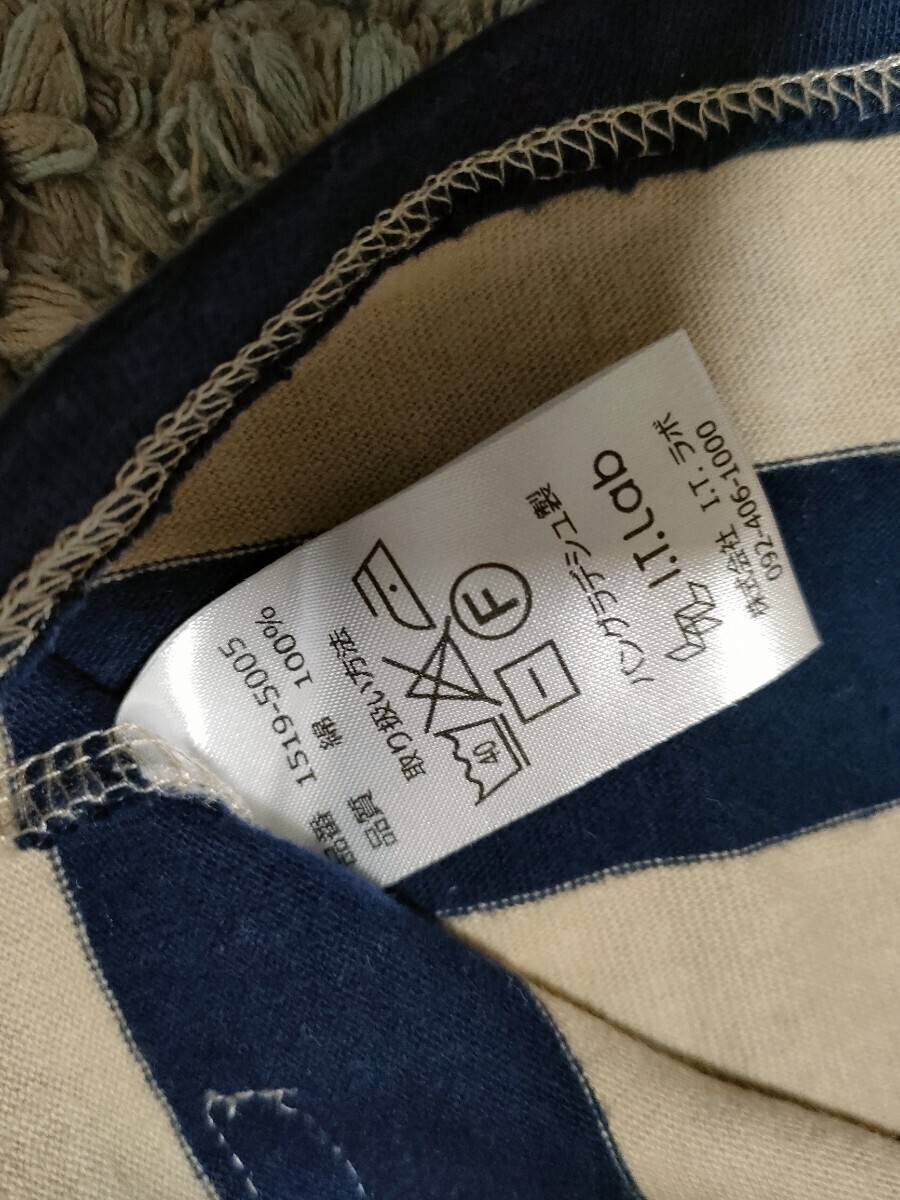 品番 1519-5005
品質 綿 100%
取り扱い方法
40
F
バングラデシュ製
I.T.Lab
株式会社 I.T.ラボ
092-406-1000